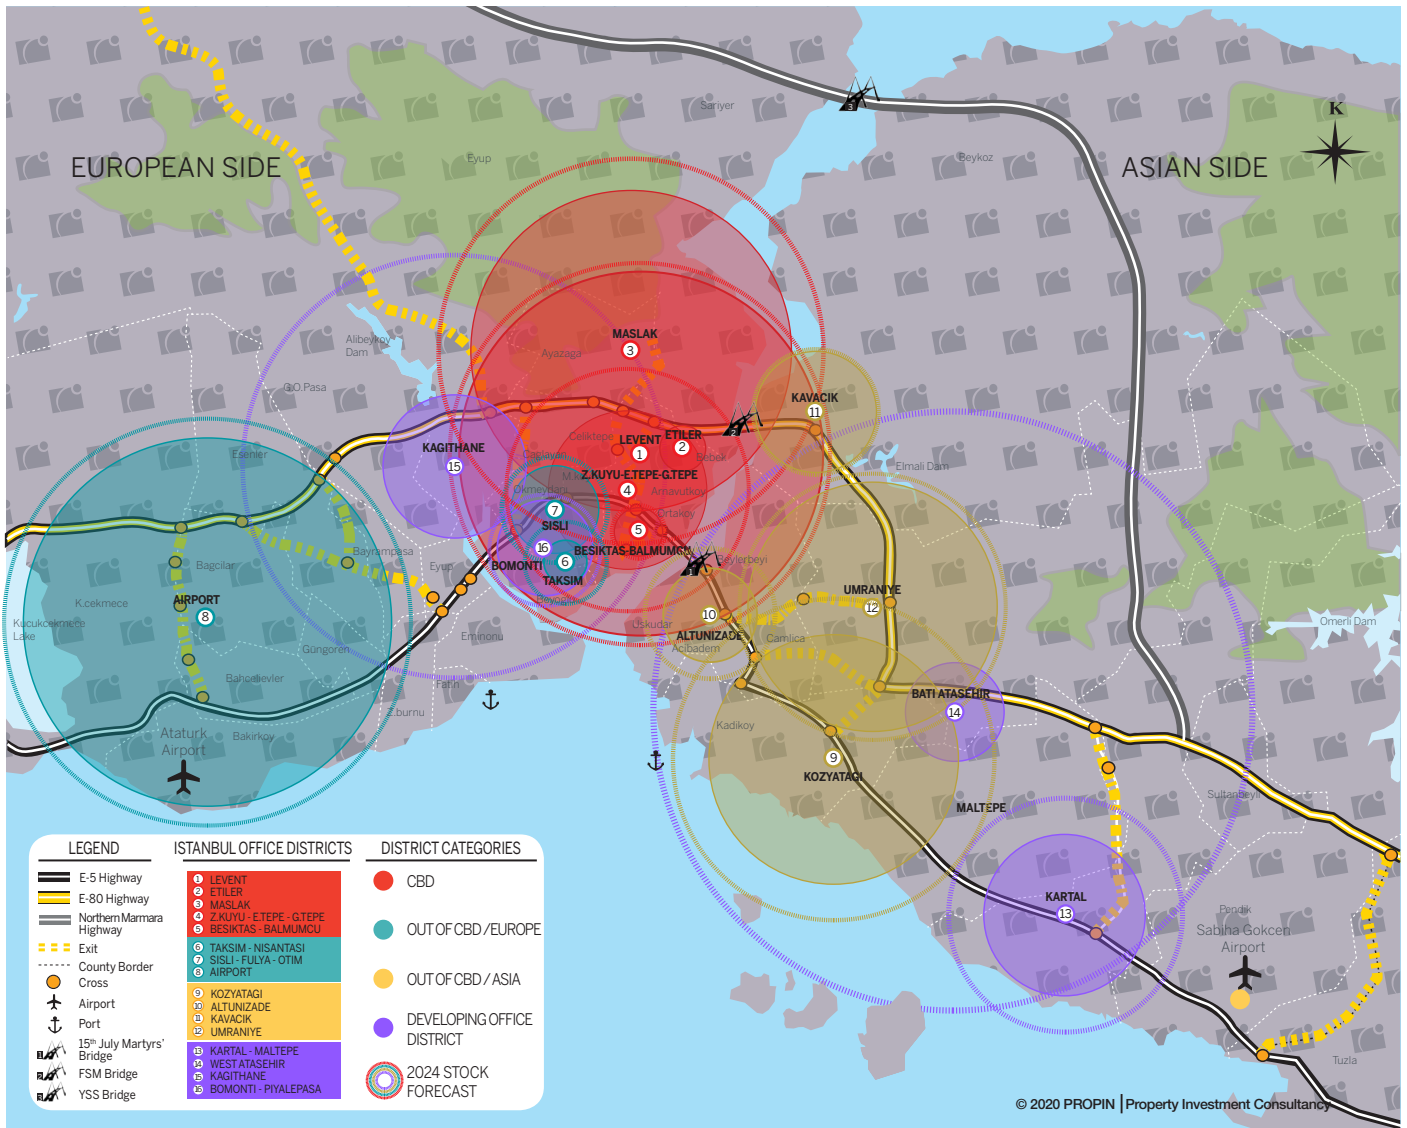 K
EUROPEAN SIDE
ASIAN SIDE
Sariyer
Eyup
Beykoz
Alibeykoy
Dam
MASLAK
3
Ayazaga
G.O.Pasa
KAVACIK
11
Celiktepe
LEVENT
1
ETILER
2
Bebek
KAGITHANE
15
Esenler
Caglayan
Z.KUYU-E.TEPE-G.TEPE
4
Elmali Dam
Okmeydani
Arnavutkoy
Ortakoy
7
SISLI
5
BESIKTAS-BALMUMCU
16
BOMONTI
6
TAKSIM
Beyoglu
Beylerbeyi
Bayrampasa
Eyup
Bagcilar
K.cekmece
AIRPORT
8
Kucukcekmece
Lake
UMRANIYE
12
10
ALTUNIZADE
Uskudar
Acibadem
Camlica
Omerli Dam
Eminonu
Gungoren
Bahcelievler
Fatih
Z.burnu
Bakirkoy
Ataturk
Airport
BATI ATASEHIR
14
Kadikoy
9
KOZYATAGI
MALTEPE
Sultanbeyli
KARTAL
13
Pendik
Sabiha Gokcen
Airport
Tuzla
1
2
3
LEGEND
E-5 Highway
E-80 Highway
Northern Marmara
Highway
Exit
County Border
Cross
Airport
Port
1
15th July Martyrs'
Bridge
2
FSM Bridge
3
YSS Bridge
ISTANBUL OFFICE DISTRICTS
1 LEVENT
2 ETILER
3 MASLAK
4 Z.KUYU - E.TEPE - G.TEPE
5 BESIKTAS - BALMUMCU
6 TAKSIM - NISANTASI
7 SISLI - FULYA - OTIM
8 AIRPORT
9 KOZYATAGI
10 ALTUNIZADE
11 KAVACIK
12 UMRANIYE
13 KARTAL - MALTEPE
14 WEST ATASEHIR
15 KAGITHANE
16 BOMONTI - PIYALEPASA
DISTRICT CATEGORIES
CBD
OUT OF CBD / EUROPE
OUT OF CBD / ASIA
DEVELOPING OFFICE
DISTRICT
2024 STOCK
FORECAST
© 2020 PROPIN | Property Investment Consultancy